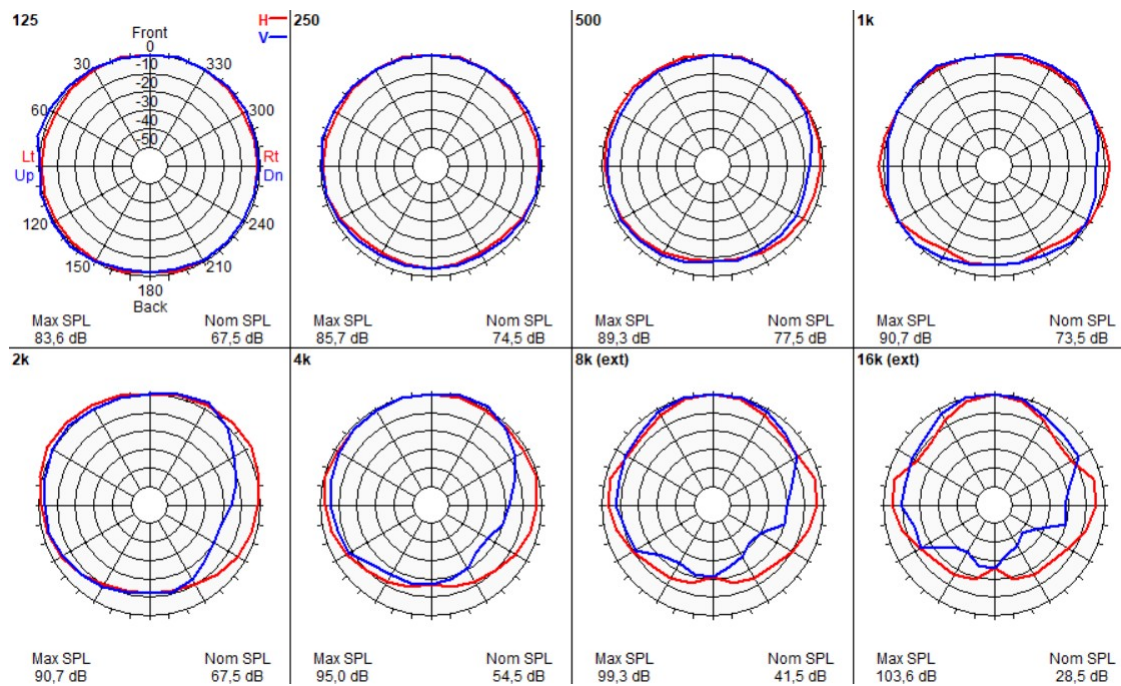 125
H
V
Front
0
-10
-20
-30
-40
-50
30
330
60
300
Lt
Rt
Up
Dn
120
240
150
210
180
Back
Max SPL Nom SPL
83,6 dB 67,5 dB
250
Max SPL Nom SPL
85,7 dB 74,5 dB
500
Max SPL Nom SPL
89,3 dB 77,5 dB
1k
Max SPL Nom SPL
90,7 dB 73,5 dB
2k
Max SPL Nom SPL
90,7 dB 67,5 dB
4k
Max SPL Nom SPL
95,0 dB 54,5 dB
8k (ext)
Max SPL Nom SPL
99,3 dB 41,5 dB
16k (ext)
Max SPL Nom SPL
103,6 dB 28,5 dB